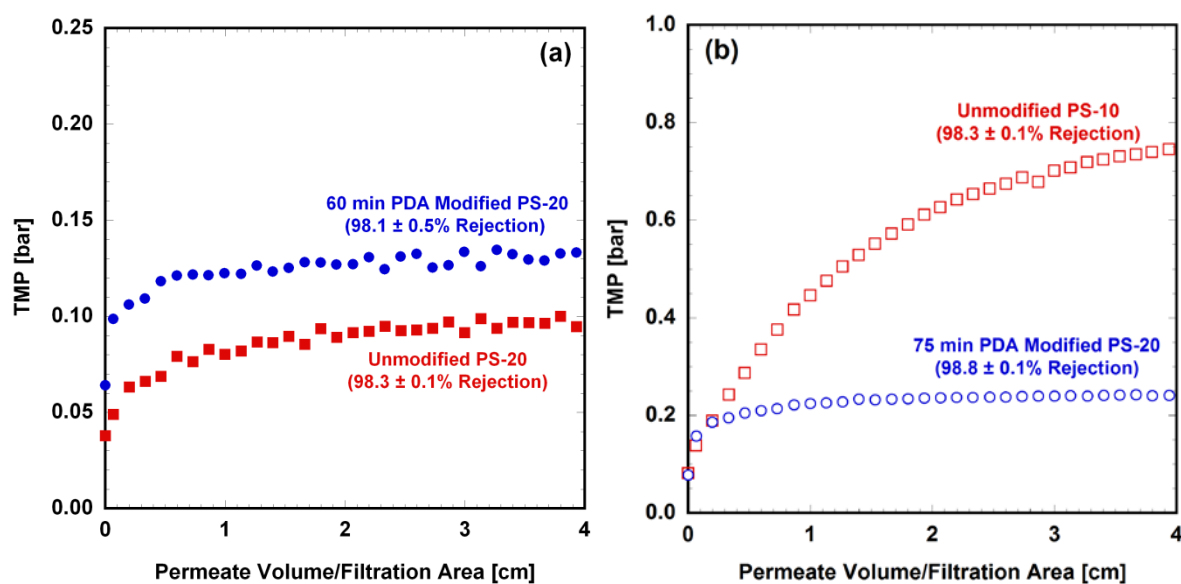 (a)
0.25
0.20
0.15
0.10
0.05
0.00
TMP [bar]
60 min PDA Modified PS-20
(98.1 ± 0.5% Rejection)
Unmodified PS-20
(98.3 ± 0.1% Rejection)
0 1 2 3 4
Permeate Volume/Filtration Area [cm]
(b)
1.0
0.8
0.6
0.4
0.2
0.0
TMP [bar]
Unmodified PS-10
(98.3 ± 0.1% Rejection)
75 min PDA Modified PS-20
(98.8 ± 0.1% Rejection)
0 1 2 3 4
Permeate Volume/Filtration Area [cm]